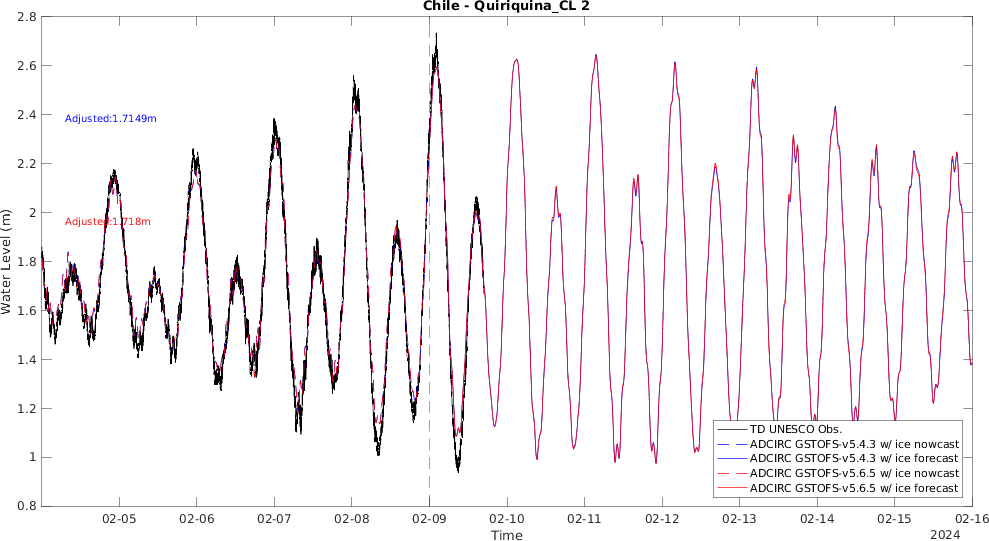 Chile - Quiriquina_CL 2
2.8
2.6
2.4
2.2
2
1.8
1.6
1.4
1.2
1
0.8
Water Level (m)
Adjusted:1.7149m
Adjusted:1.718m
TD UNESCO Obs.
ADCIRC GSTOFS-v5.4.3 w/ ice nowcast
ADCIRC GSTOFS-v5.4.3 w/ ice forecast
ADCIRC GSTOFS-v5.6.5 w/ ice nowcast
ADCIRC GSTOFS-v5.6.5 w/ ice forecast
02-05 02-06 02-07 02-08 02-09 02-10 02-11 02-12 02-13 02-14 02-15 02-16
Time
2024